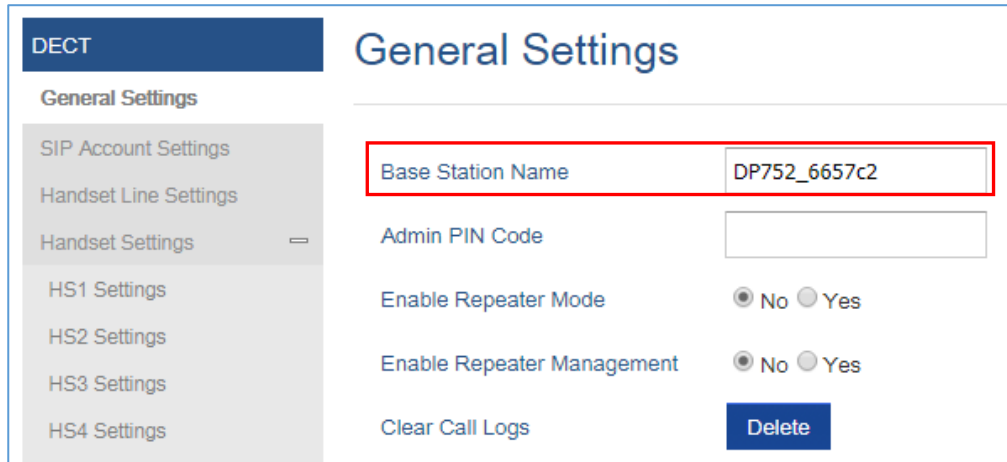 DECT
General Settings
SIP Account Settings
Handset Line Settings
Handset Settings
HS1 Settings
HS2 Settings
HS3 Settings
HS4 Settings
General Settings
Base Station Name DP752_6657c2
Admin PIN Code
Enable Repeater Mode No Yes
Enable Repeater Management No Yes
Clear Call Logs Delete